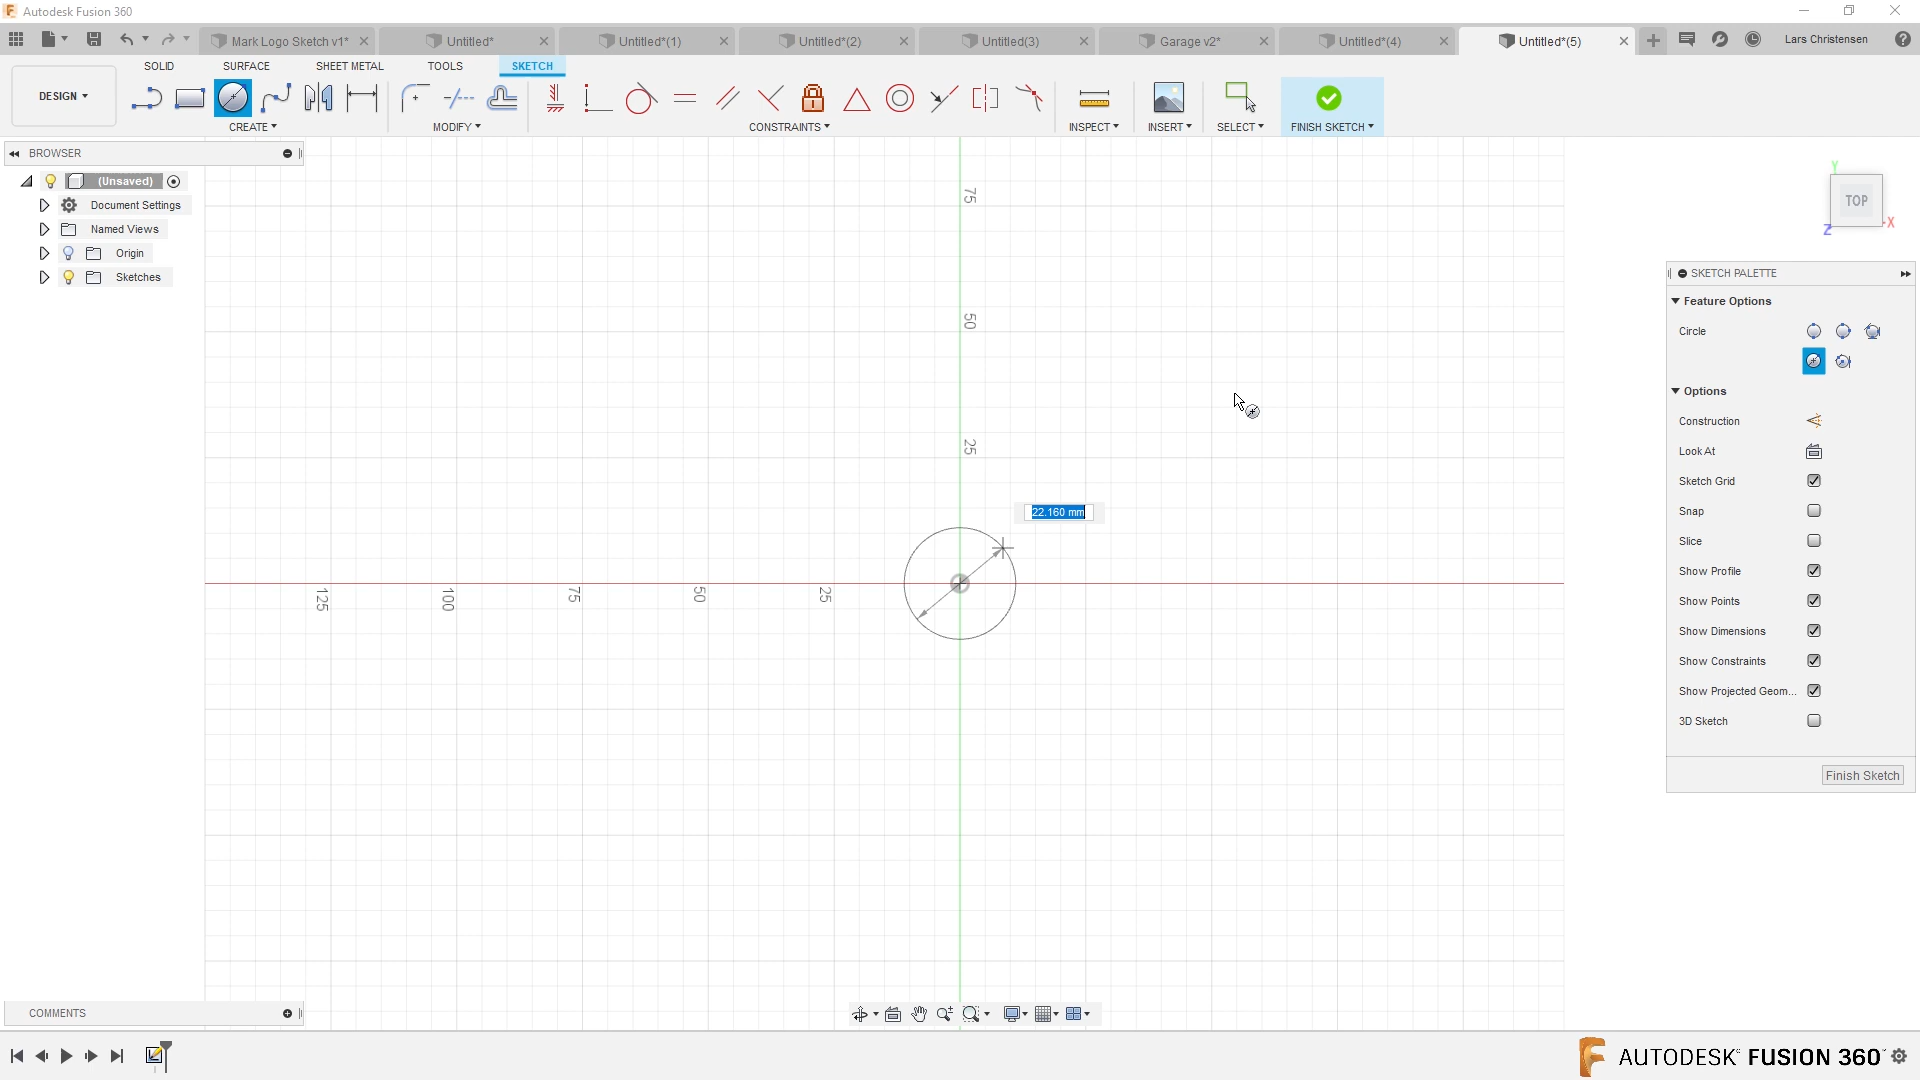 Autodesk Fusion 360
Mark Logo Sketch v1*
Untitled*
Untitled*(1)
Untitled*(2)
Untitled(3)
Garage v2*
Untitled*(4)
Untitled*(5)
Lars Christensen
DESIGN
SOLID
SURFACE
SHEET METAL
TOOLS
SKETCH
CREATE
MODIFY
CONSTRAINTS
INSPECT
INSERT
SELECT
FINISH SKETCH
BROWSER
(Unsaved)
Document Settings
Named Views
Origin
Sketches
75
50
25
125
100
75
50
25
22.160 mm
Y
TOP
X
Z
SKETCH PALETTE
Feature Options
Circle
Options
Construction
Look At
Sketch Grid
Snap
Slice
Show Profile
Show Points
Show Dimensions
Show Constraints
Show Projected Geom...
3D Sketch
Finish Sketch
COMMENTS
AUTODESK FUSION 360